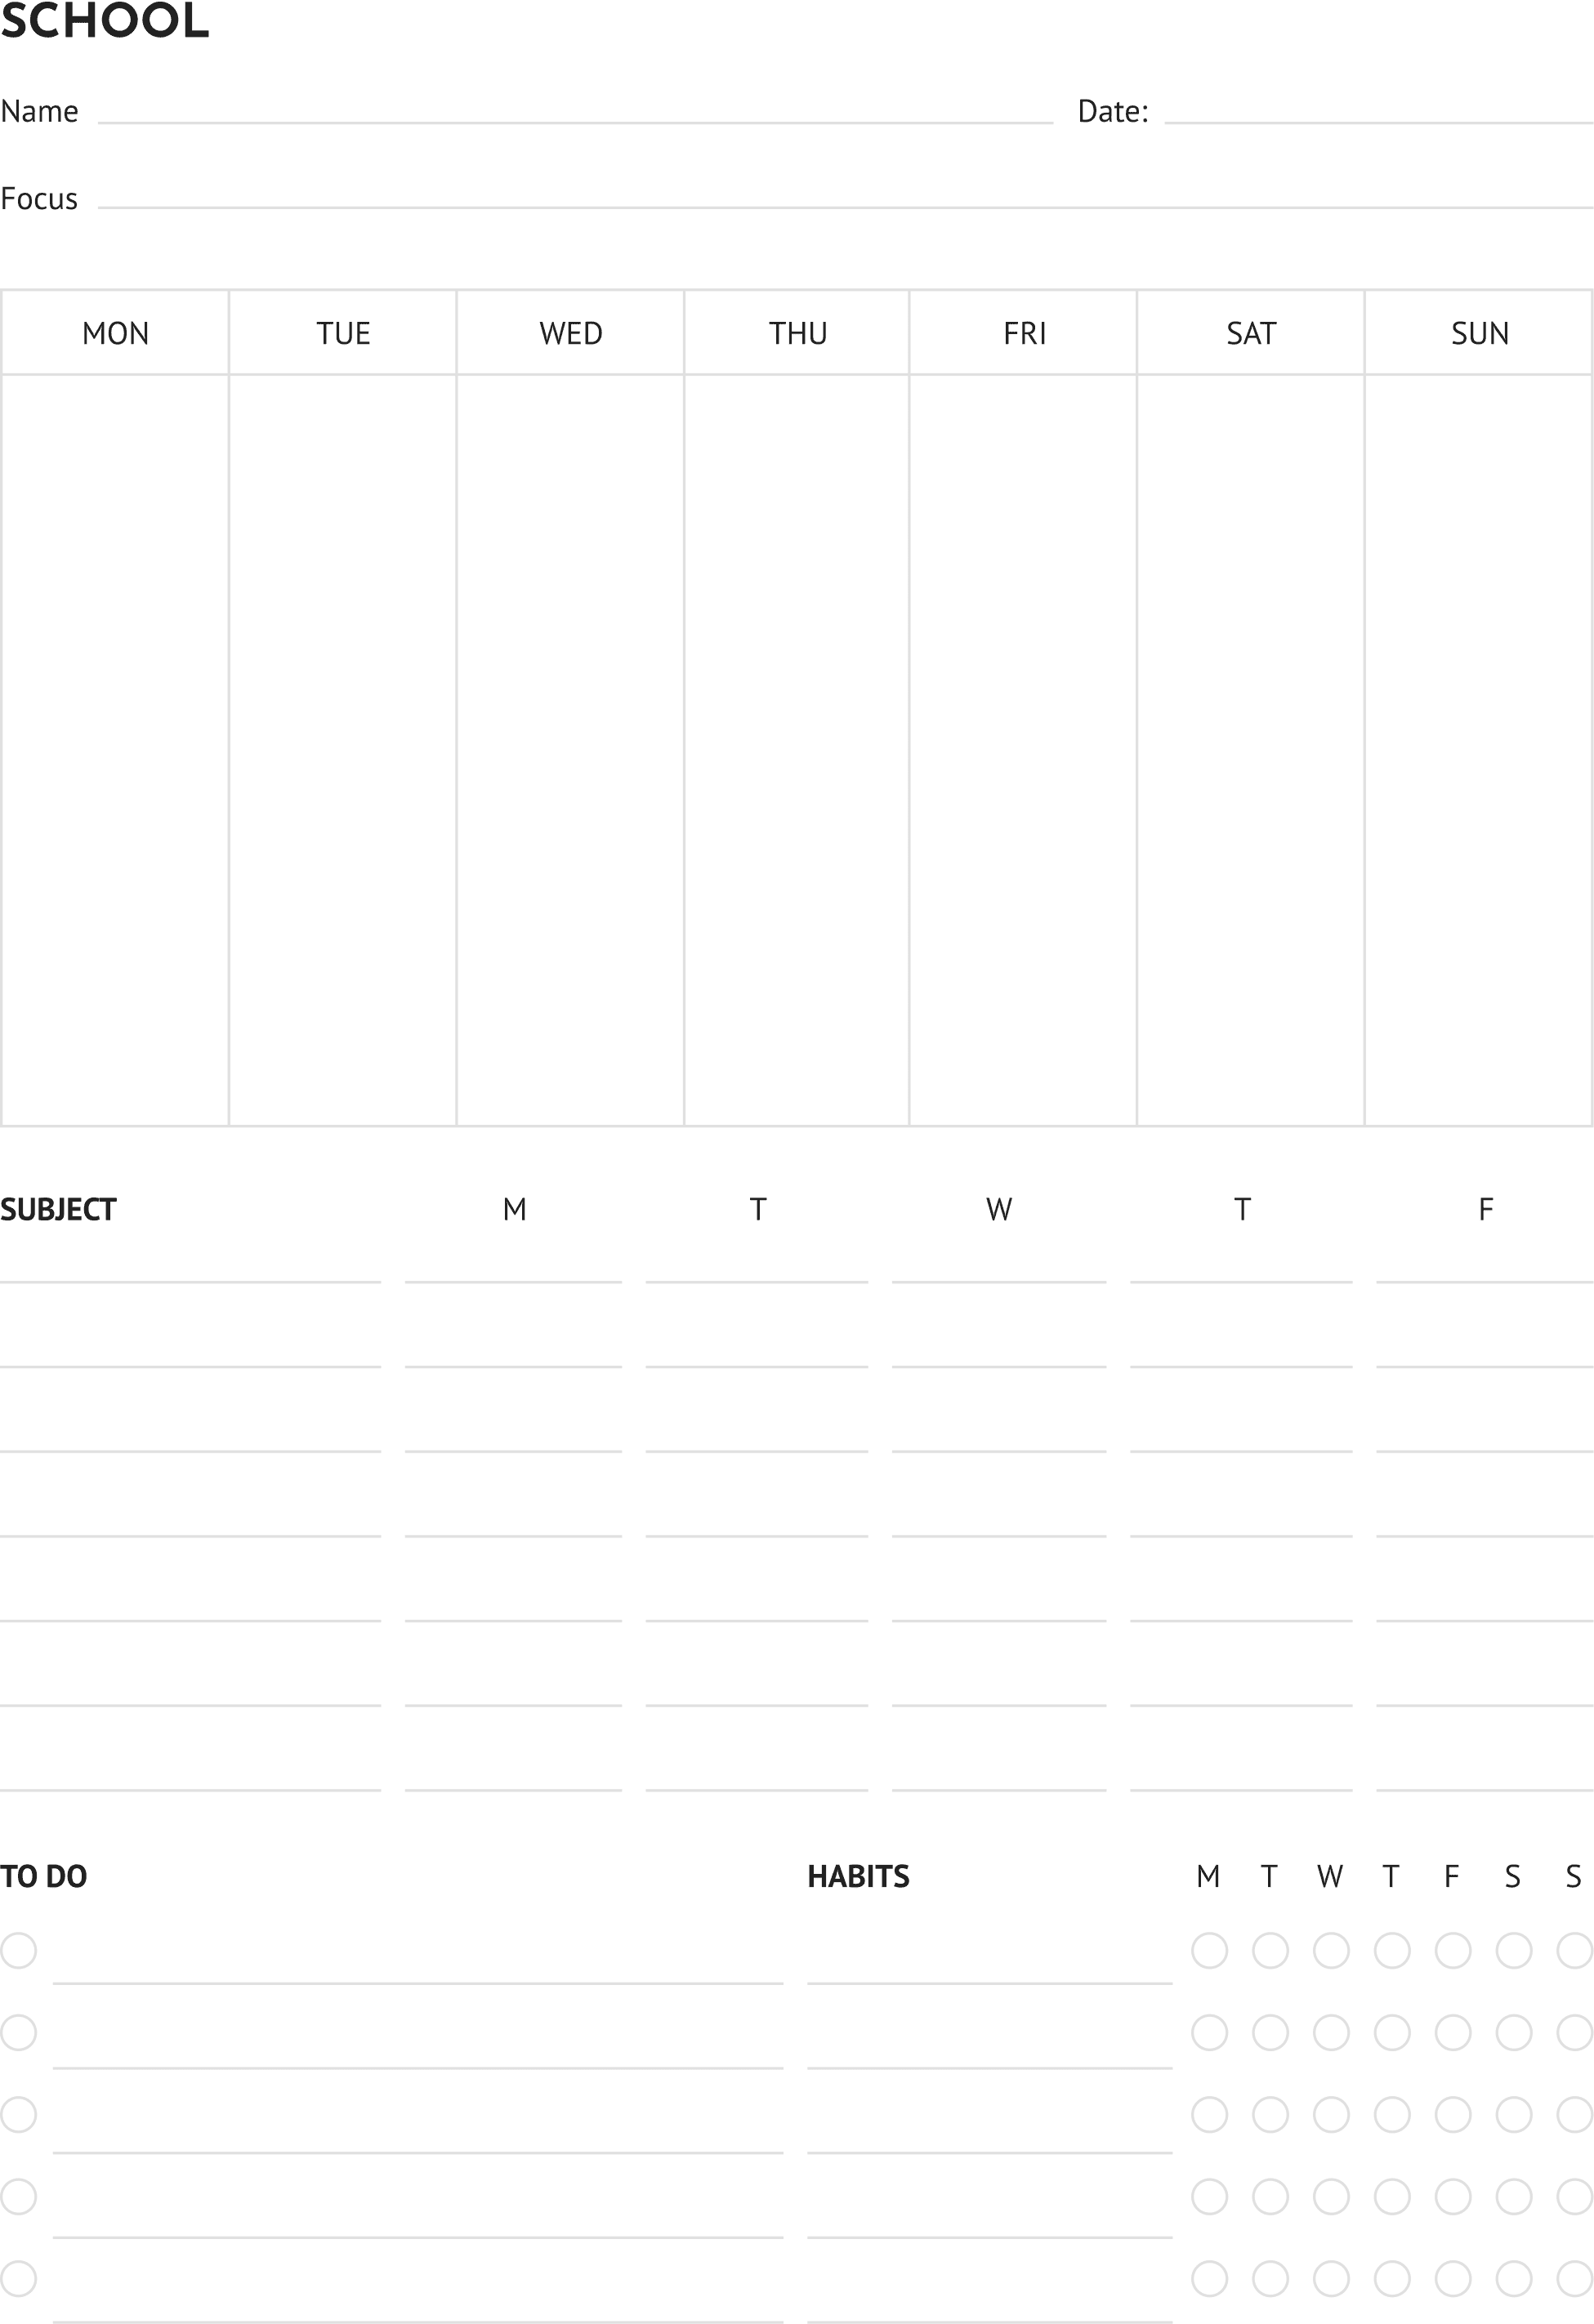 SCHOOL
Name Date:
Focus
MON TUE WED THU FRI SAT SUN
SUBJECT M T W T F
TO DO HABITS M T W T F S S